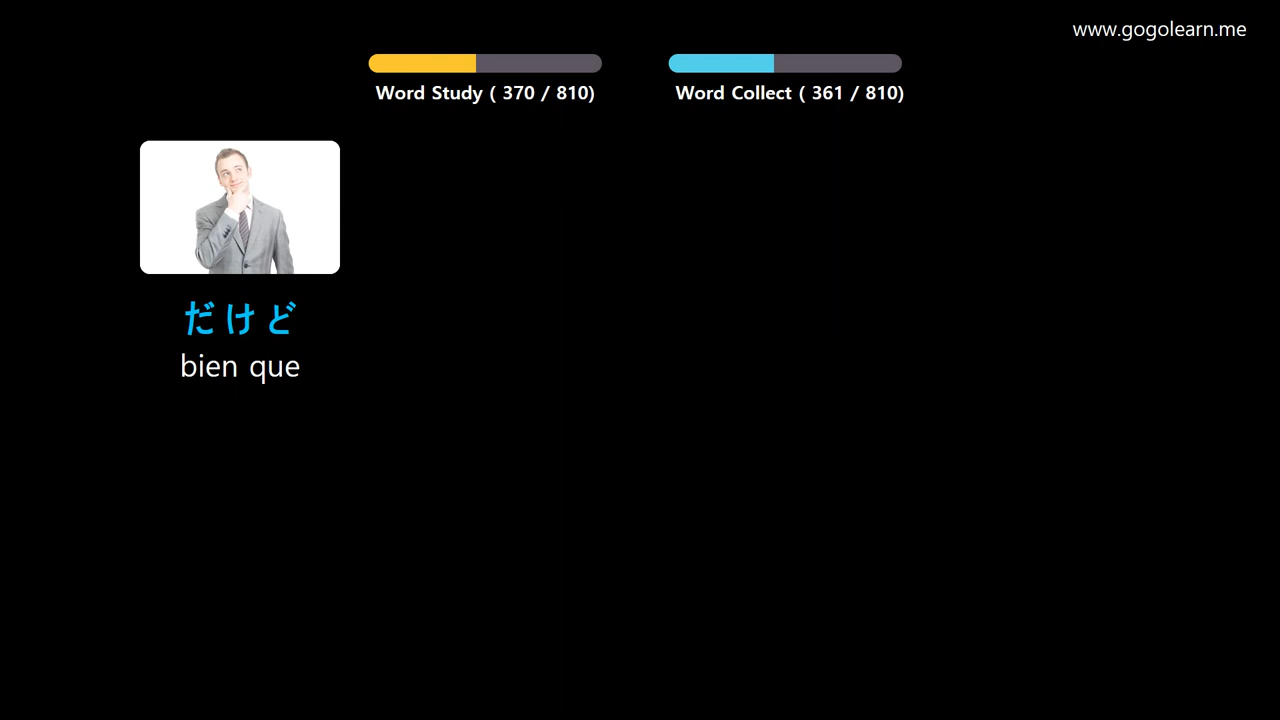 www.gogolearn.me
Word Study ( 370 / 810)
Word Collect ( 361 / 810)
だけど
bien que